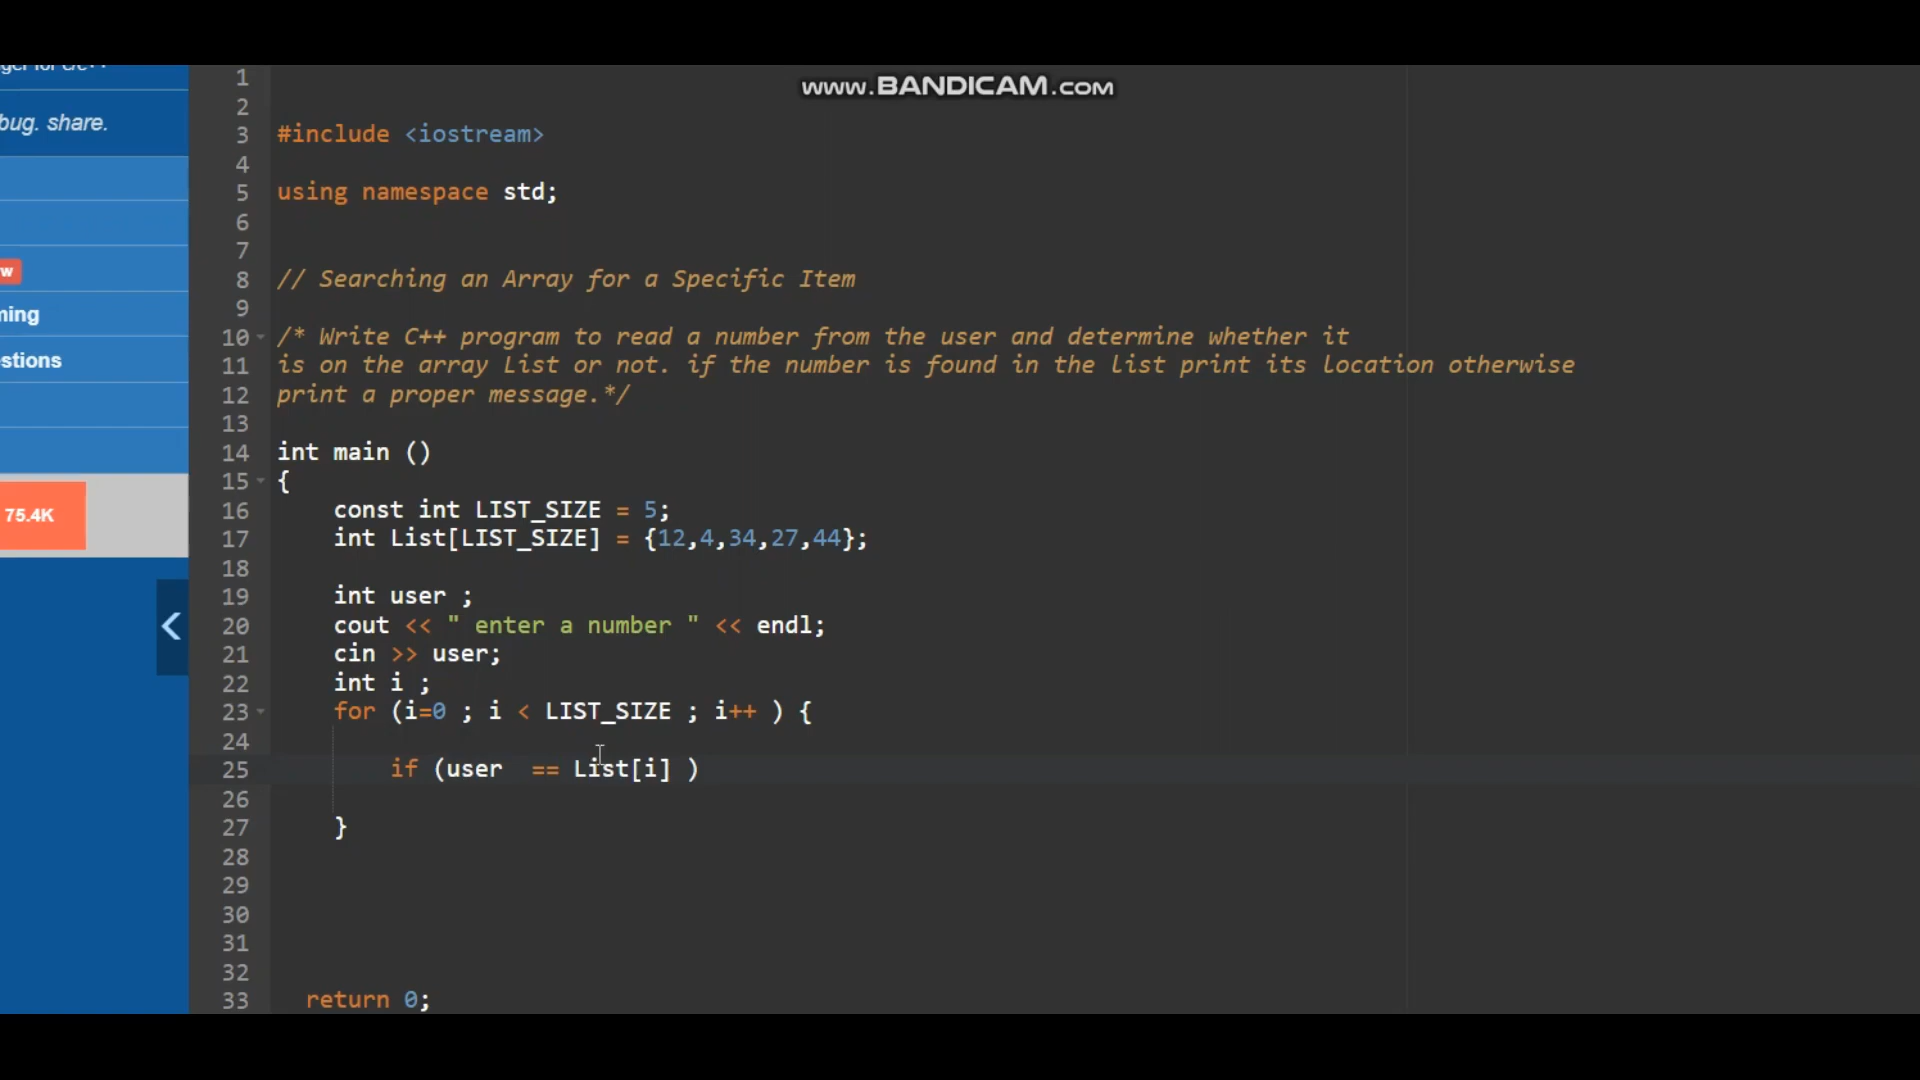 www.BANDICAM.com
bug. share.
ming
stions
75.4K
1
2
3 #include <iostream>
4
5 using namespace std;
6
7
8 // Searching an Array for a Specific Item
9
10 /* Write C++ program to read a number from the user and determine whether it
11 is on the array List or not. if the number is found in the List print its Location otherwise
12 print a proper message.*/
13
14 int main ()
15 {
16 const int LIST_SIZE = 5;
17 int List[LIST_SIZE] = {12,4,34,27,44};
18
19 int user ;
20 cout << " enter a number " << endl;
21 cin >> user;
22 int i ;
23 for (i=0 ; i < LIST_SIZE ; i++ ) {
24
25 if (user  == List[i] )
26
27 }
28
29
30
31
32
33 return 0;